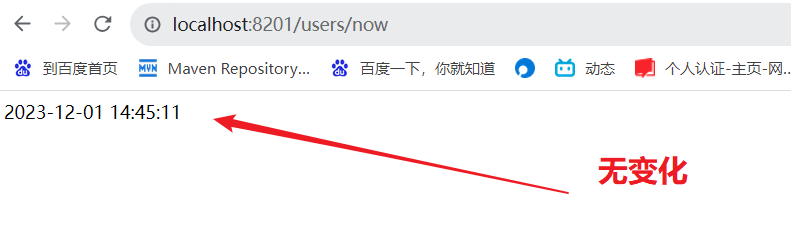 localhost:8201/users/now
到百度首页 MVN Maven Repository... 百度一下，你就知道 动态 个人认证-主页-网...
2023-12-01 14:45:11
无变化